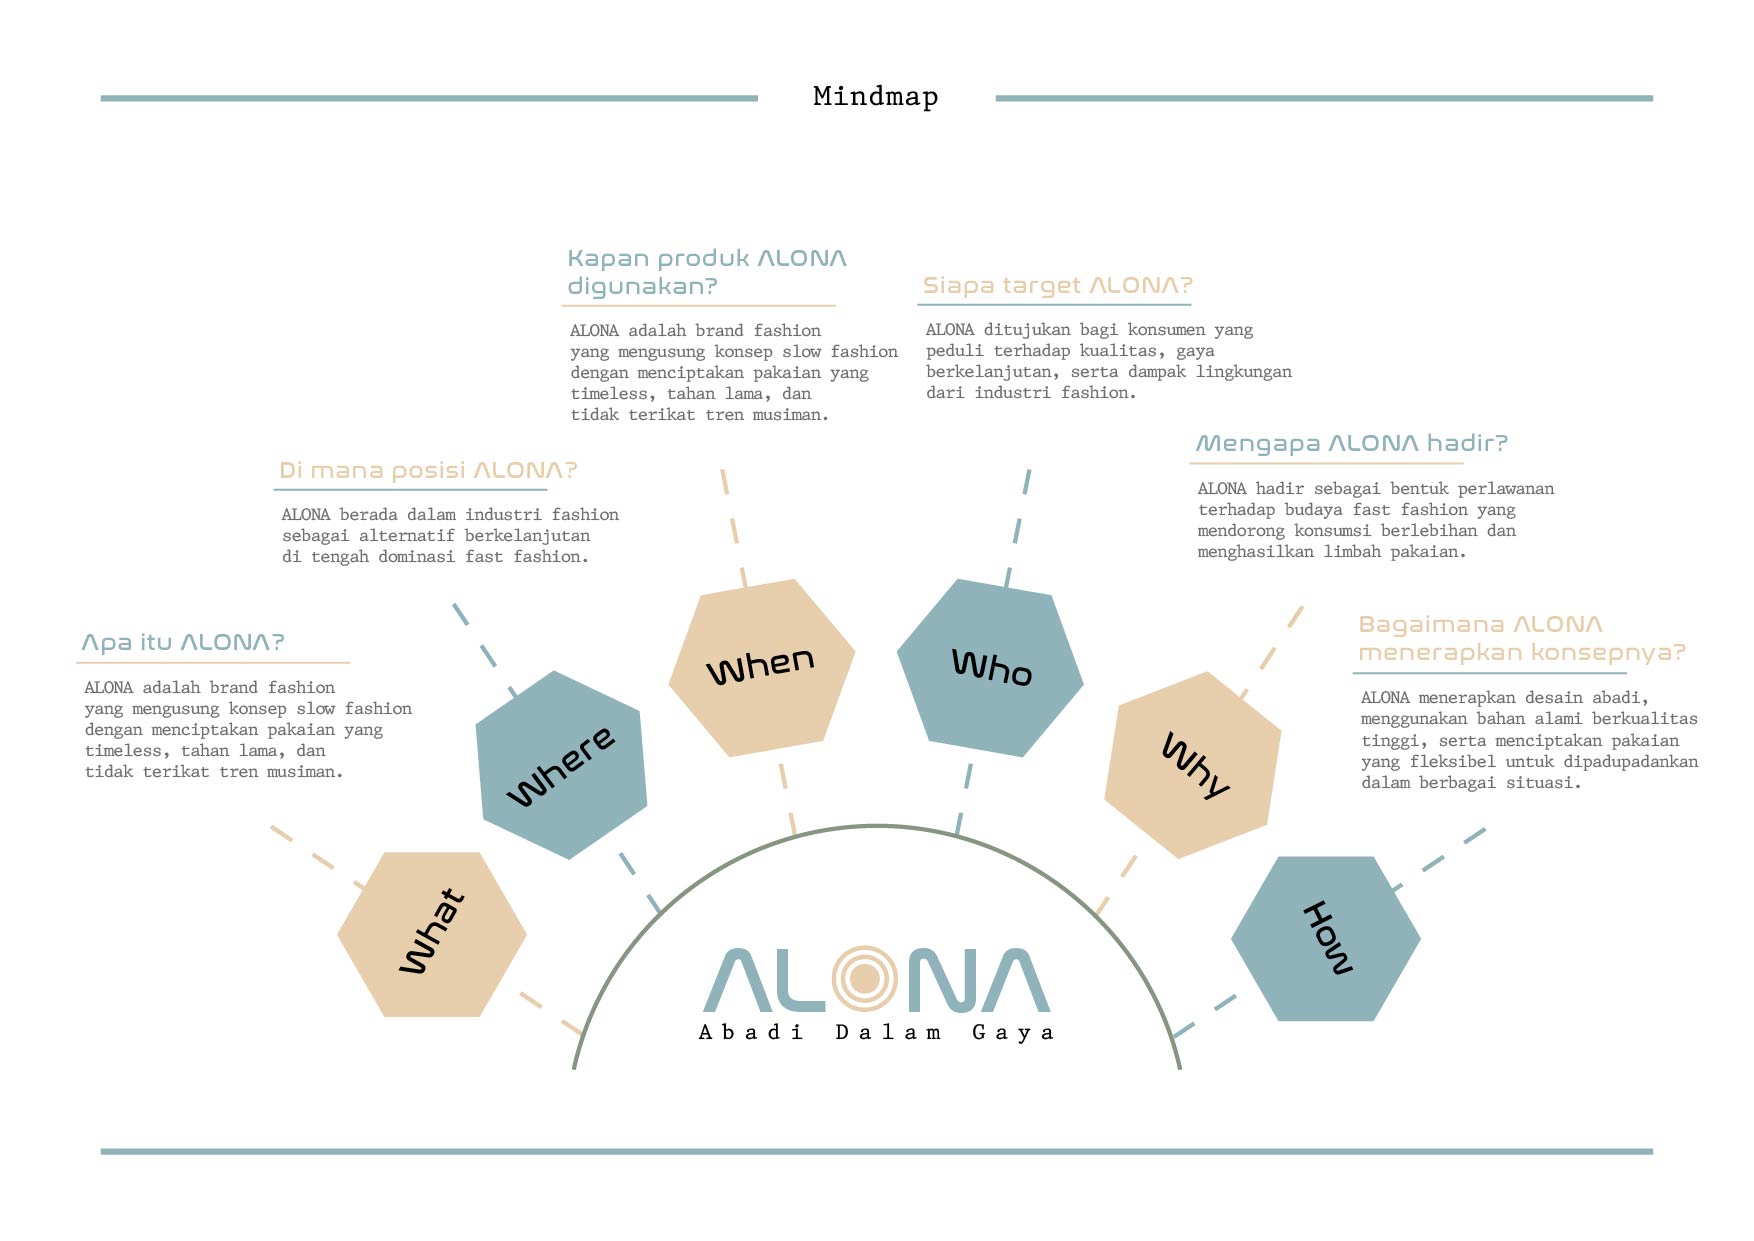 Mindmap
Kapan produk ALONA
digunakan?
ALONA adalah brand fashion
yang mengusung konsep slow fashion
dengan menciptakan pakaian yang
timeless, tahan lama, dan
tidak terikat tren musiman.
Siapa target ALONA?
ALONA ditujukan bagi konsumen yang
peduli terhadap kualitas, gaya
berkelanjutan, serta dampak lingkungan
dari industri fashion.
Di mana posisi ALONA?
ALONA berada dalam industri fashion
sebagai alternatif berkelanjutan
di tengah dominasi fast fashion.
Mengapa ALONA hadir?
ALONA hadir sebagai bentuk perlawanan
terhadap budaya fast fashion yang
mendorong konsumsi berlebihan dan
menghasilkan limbah pakaian.
Apa itu ALONA?
ALONA adalah brand fashion
yang mengusung konsep slow fashion
dengan menciptakan pakaian yang
timeless, tahan lama, dan
tidak terikat tren musiman.
Bagaimana ALONA
menerapkan konsepnya?
ALONA menerapkan desain abadi,
menggunakan bahan alami berkualitas
tinggi, serta menciptakan pakaian
yang fleksibel untuk dipadupadankan
dalam berbagai situasi.
What
Where
When
Who
Why
How
ALONA
Abadi Dalam Gaya